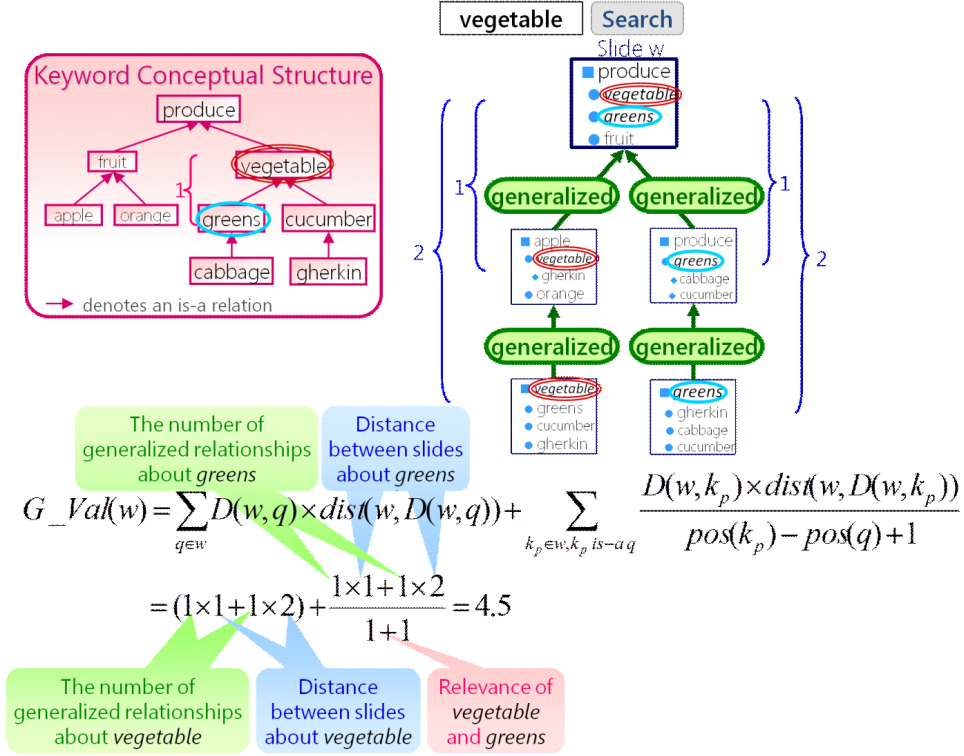 vegetable
Search
Slide w
produce
vegetable
greens
fruit
Keyword Conceptual Structure
produce
fruit
vegetable
1
apple
orange
greens
cucumber
cabbage
gherkin
denotes an is-a relation
2
1
1
2
generalized
generalized
apple
vegetable
gherkin
orange
produce
greens
cabbage
cucumber
generalized
generalized
vegetable
greens
cucumber
gherkin
greens
gherkin
cabbage
cucumber
The number of
generalized relationships
about greens
Distance
between slides
about greens
G_Val(w) = ∑ D(w,q)×dist(w,D(w,q)) + ∑ D(w,k_p)×dist(w,D(w,k_p))
q∈w
k_p∈w,k_p is-a q
pos(k_p) − pos(q) + 1
= (1×1+1×2) + 1×1+1×2 = 4.5
1+1
The number of
generalized relationships
about vegetable
Distance
between slides
about vegetable
Relevance of
vegetable
and greens